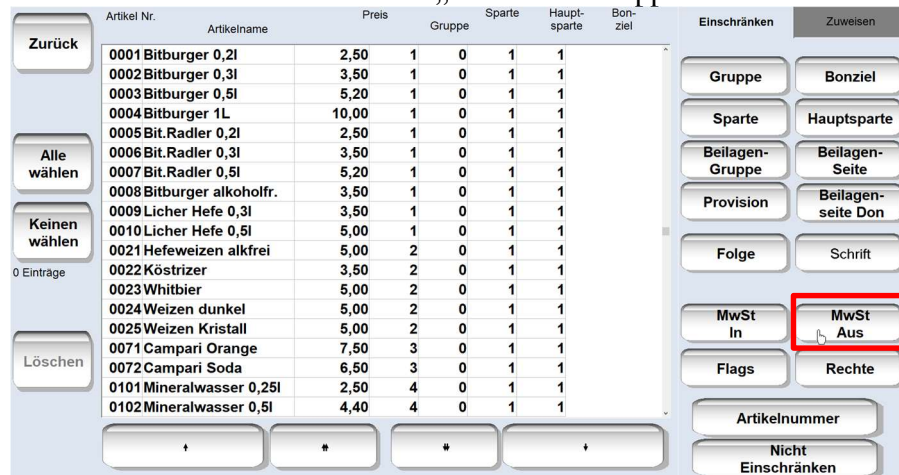 Zurück
Artikel Nr.
Artikelname
Preis
Gruppe
Sparte
Haupt-
sparte
Bon-
ziel
Einschränken
Zuweisen
0001 Bitburger 0,2l 2,50 1 0 1 1
0002 Bitburger 0,3l 3,50 1 0 1 1
0003 Bitburger 0,5l 5,20 1 0 1 1
0004 Bitburger 1L 10,00 1 0 1 1
0005 Bit.Radler 0,2l 2,50 1 0 1 1
0006 Bit.Radler 0,3l 3,50 1 0 1 1
0007 Bit.Radler 0,5l 5,20 1 0 1 1
0008 Bitburger alkoholfr. 3,50 1 0 1 1
0009 Licher Hefe 0,3l 3,50 1 0 1 1
0010 Licher Hefe 0,5l 5,00 1 0 1 1
0021 Hefeweizen alkfrei 5,00 2 0 1 1
0022 Köstrizer 3,50 2 0 1 1
0023 Whitbier 5,00 2 0 1 1
0024 Weizen dunkel 5,00 2 0 1 1
0025 Weizen Kristall 5,00 2 0 1 1
0071 Campari Orange 7,50 3 0 1 1
0072 Campari Soda 6,50 3 0 1 1
0101 Mineralwasser 0,25l 2,50 4 0 1 1
0102 Mineralwasser 0,5l 4,40 4 0 1 1
Alle
wählen
Keinen
wählen
0 Einträge
Löschen
Gruppe
Bonziel
Sparte
Hauptsparte
Beilagen-
Gruppe
Beilagen-
Seite
Provision
Beilagen-
seite Don
Folge
Schrift
MwSt
In
MwSt
Aus
Flags
Rechte
Artikelnummer
Nicht
Einschränken